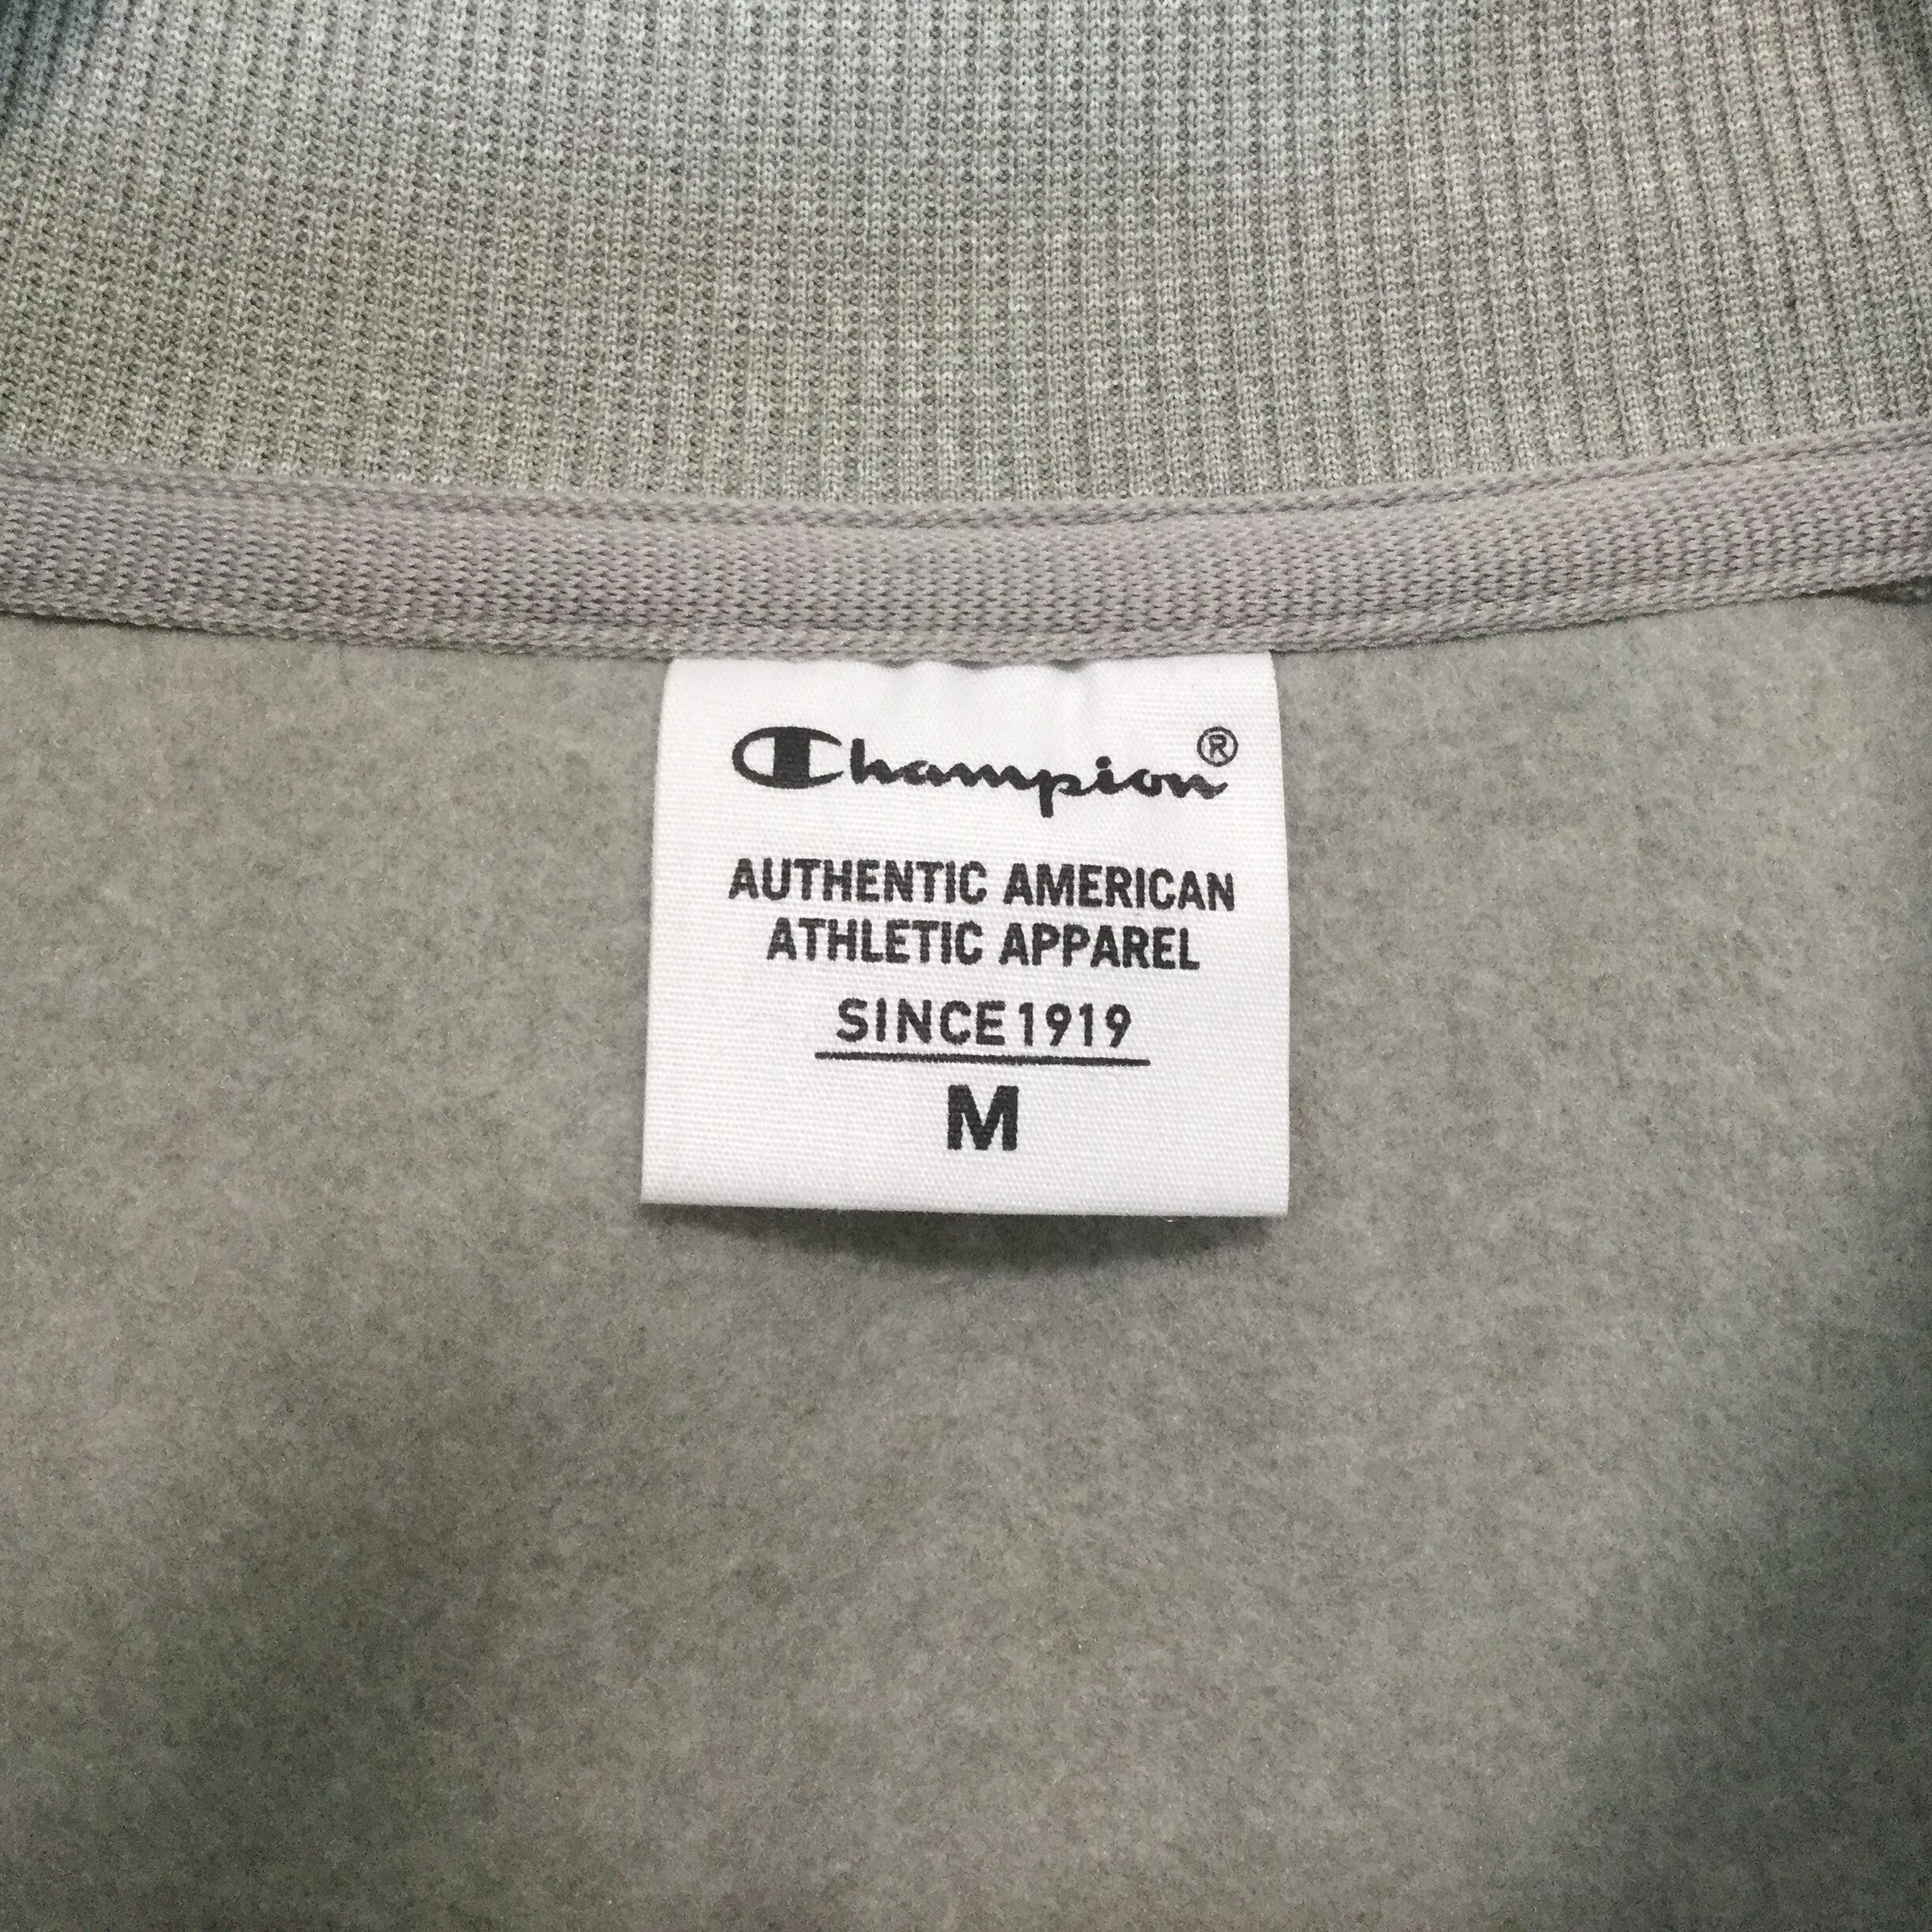 Champion®
AUTHENTIC AMERICAN
ATHLETIC APPAREL
SINCE 1919
M